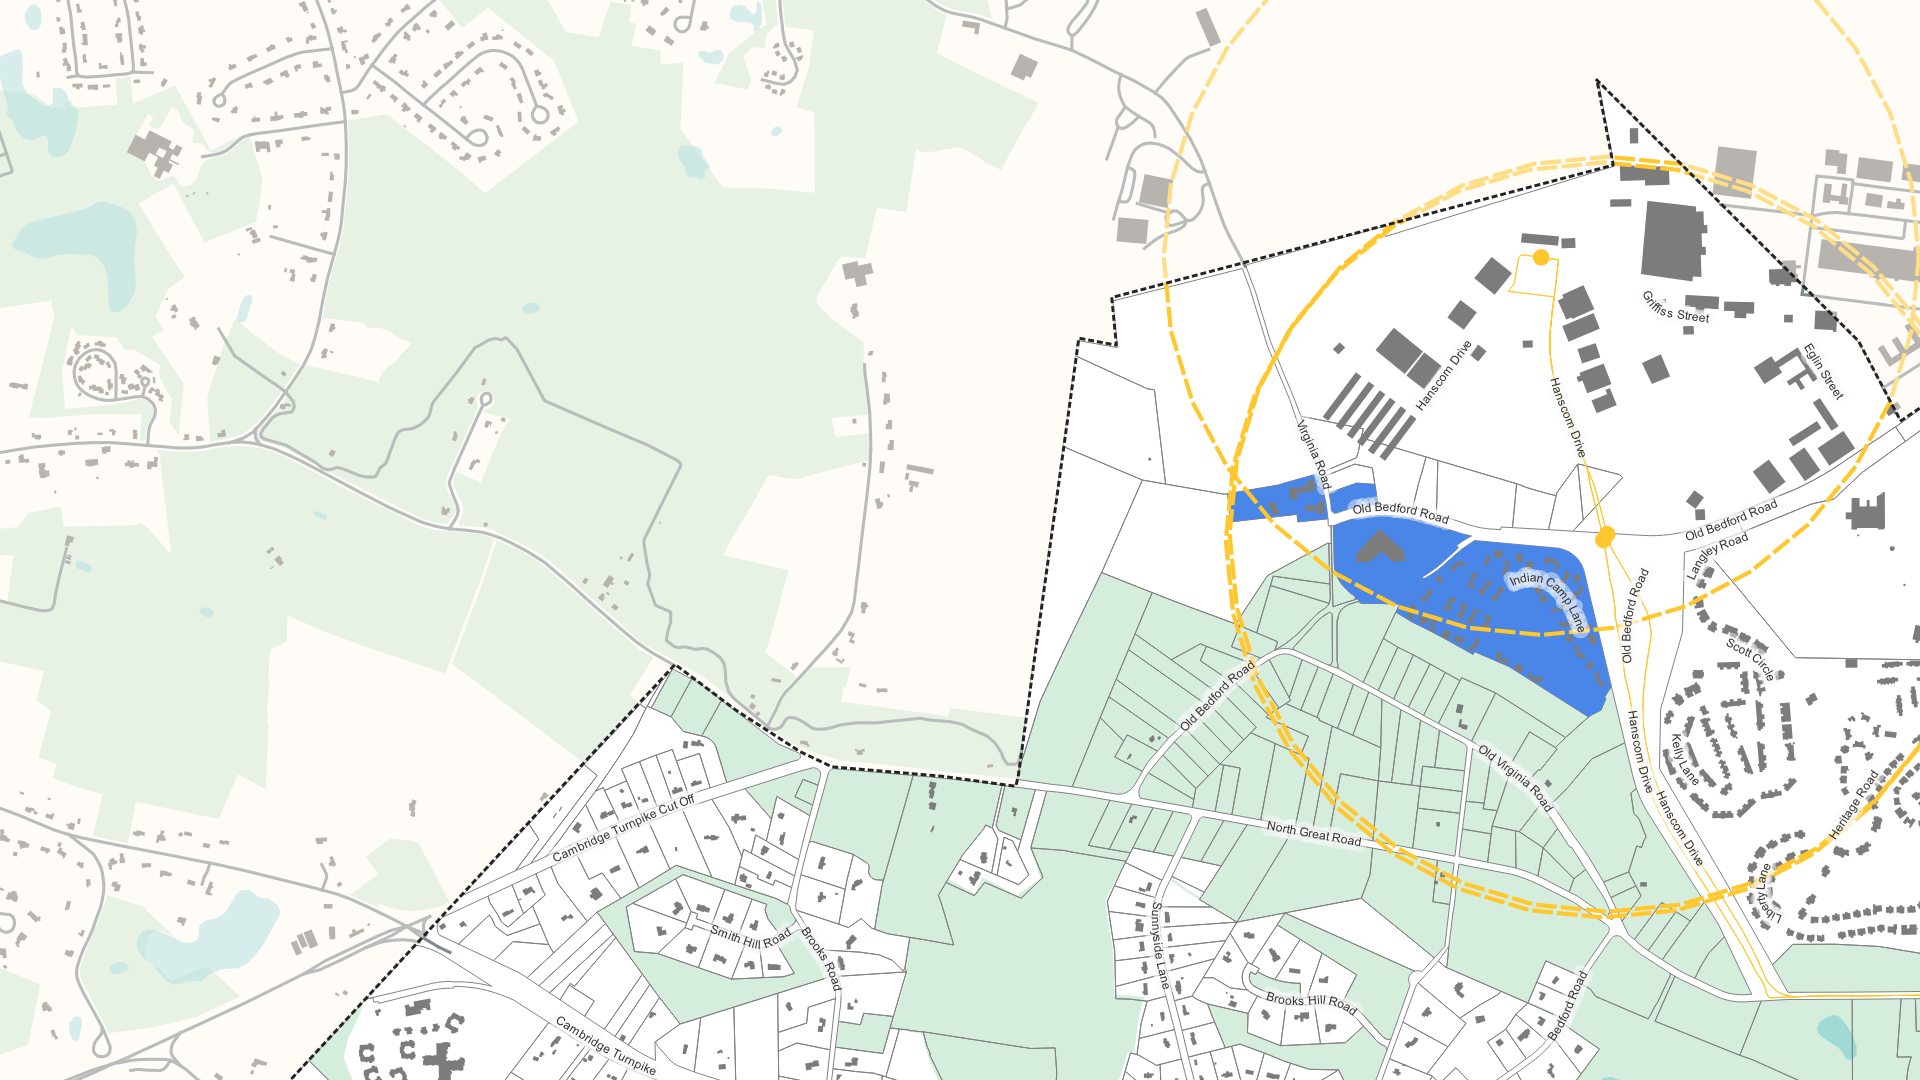 Griffiss Street
Hanscom Drive
Eglin Street
Hanscom Drive
Virginia Road
Old Bedford Road
Old Bedford Road
Langley Road
Indian Camp Lane
Old Bedford Road
Scott Circle
Old Bedford Road
Hanscom Drive
Kelly Lane
Old Virginia Road
Heritage Road
Hanscom Drive
Cambridge Turnpike Cut Off
North Great Road
Liberty Lane
Smith Hill Road
Brooks Road
Sunnyside Lane
Brooks Hill Road
Bedford Road
Cambridge Turnpike